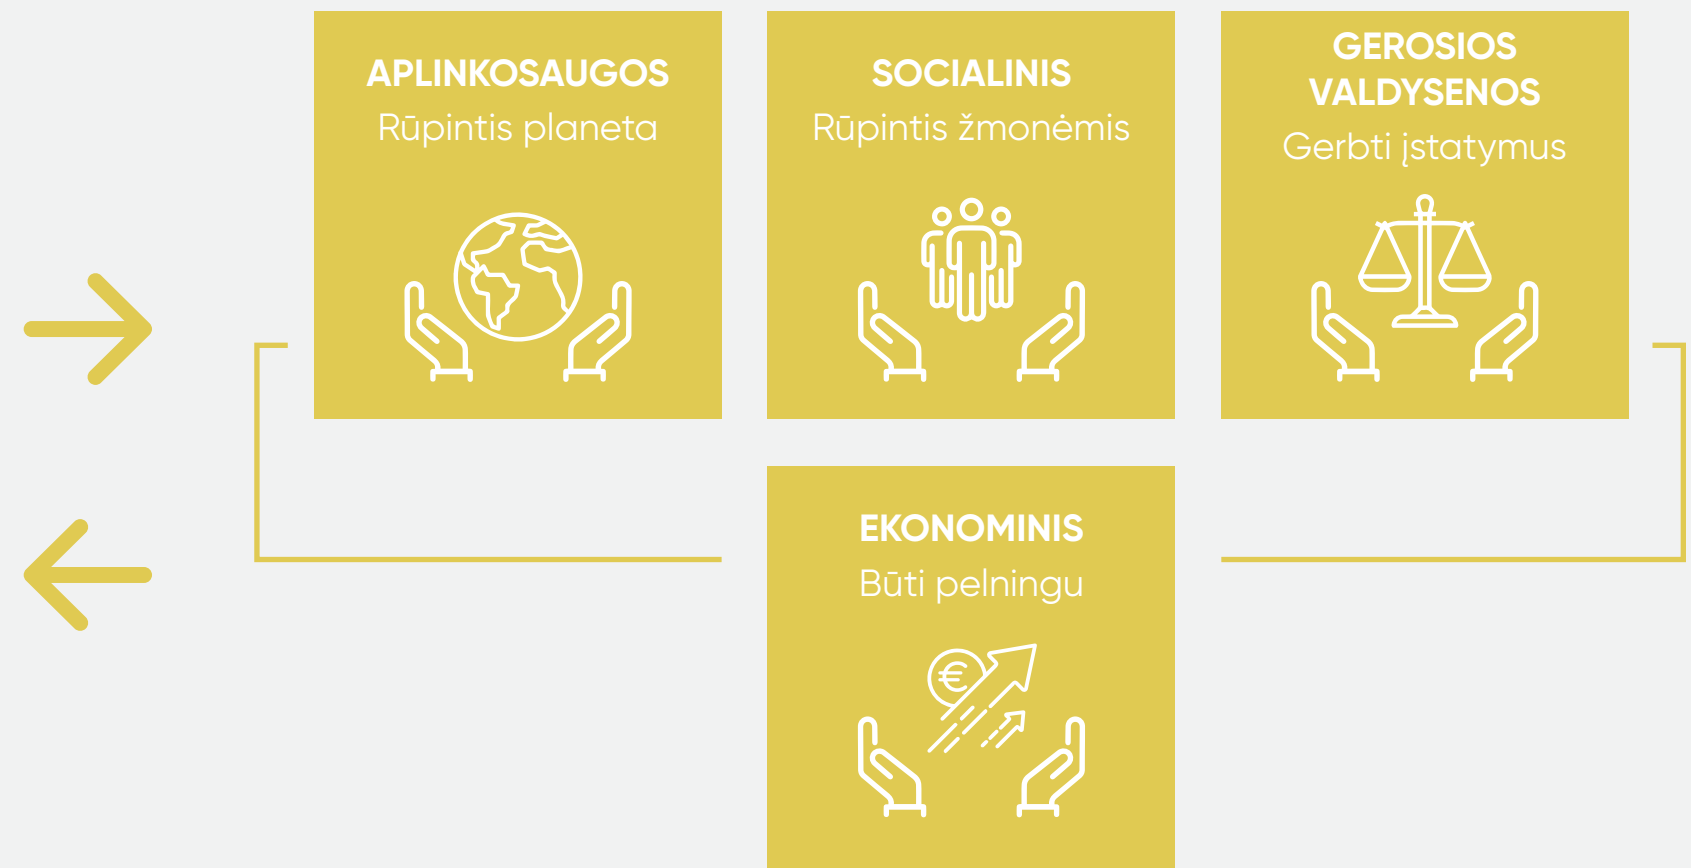 APLINKOSAUGOS
Rūpintis planeta
SOCIALINIS
Rūpintis žmonėmis
GEROSIOS
VALDYSENOS
Gerbti įstatymus
EKONOMINIS
Būti pelningu
€